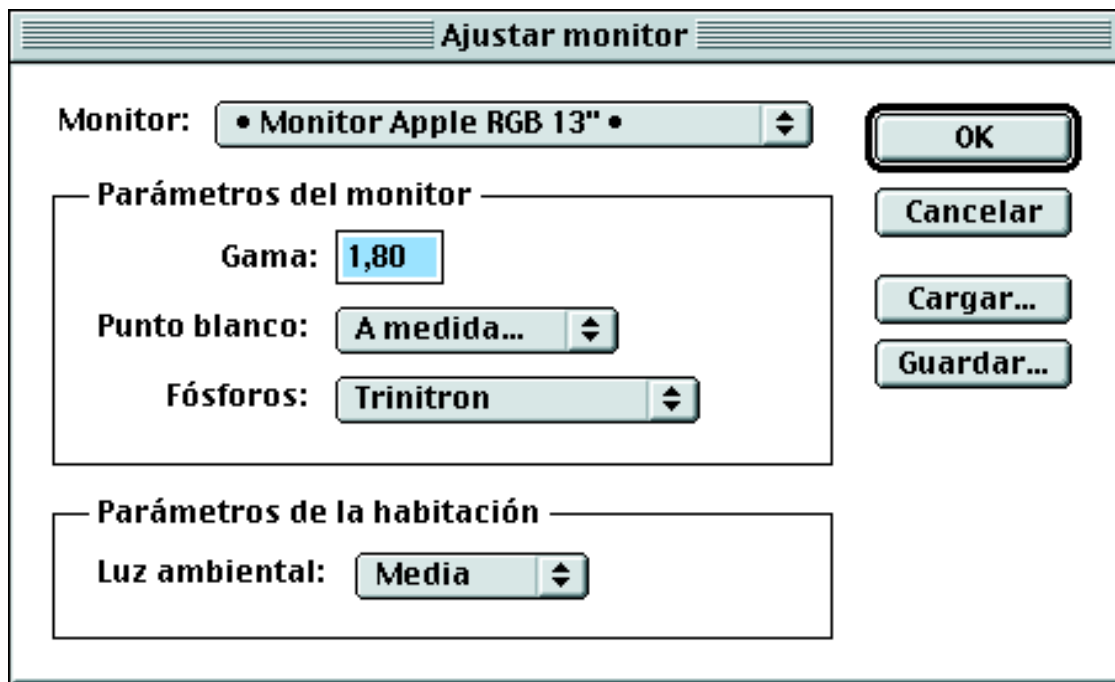 Ajustar monitor
Monitor: • Monitor Apple RGB 13" •
OK
Parámetros del monitor
Cancelar
Gama: 1,80
Cargar...
Punto blanco: A medida...
Guardar...
Fósforos: Trinitron
Parámetros de la habitación
Luz ambiental: Media